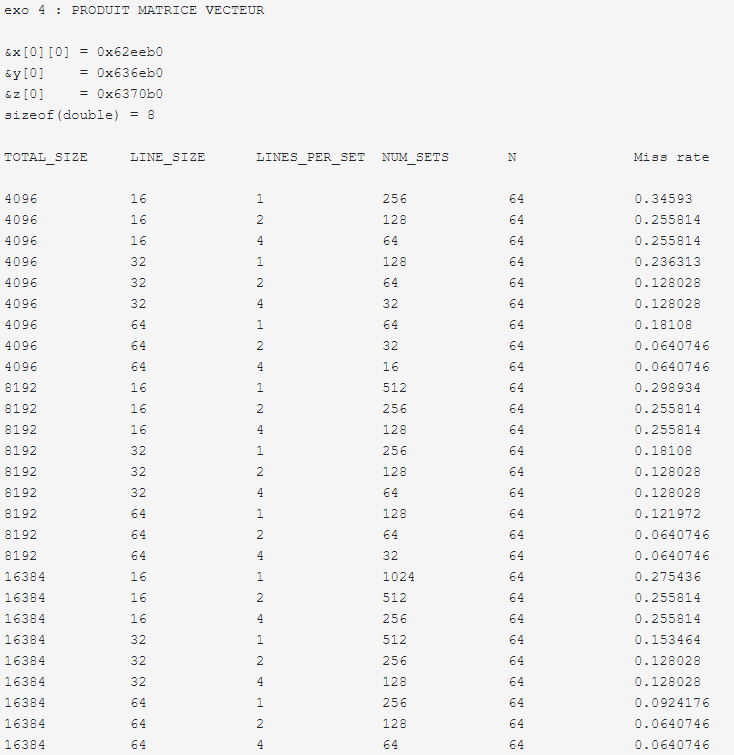 exo 4 : PRODUIT MATRICE VECTEUR
&x[0][0] = 0x62eeb0
&y[0]    = 0x636eb0
&z[0]    = 0x6370b0
sizeof(double) = 8
TOTAL_SIZE     LINE_SIZE      LINES_PER_SET  NUM_SETS       N              Miss rate
4096           16             1              256            64             0.34593
4096           16             2              128            64             0.255814
4096           16             4              64             64             0.255814
4096           32             1              128            64             0.236313
4096           32             2              64             64             0.128028
4096           32             4              32             64             0.128028
4096           64             1              64             64             0.18108
4096           64             2              32             64             0.0640746
4096           64             4              16             64             0.0640746
8192           16             1              512            64             0.298934
8192           16             2              256            64             0.255814
8192           16             4              128            64             0.255814
8192           32             1              256            64             0.18108
8192           32             2              128            64             0.128028
8192           32             4              64             64             0.128028
8192           64             1              128            64             0.121972
8192           64             2              64             64             0.0640746
8192           64             4              32             64             0.0640746
16384          16             1              1024           64             0.275436
16384          16             2              512            64             0.255814
16384          16             4              256            64             0.255814
16384          32             1              512            64             0.153464
16384          32             2              256            64             0.128028
16384          32             4              128            64             0.128028
16384          64             1              256            64             0.0924176
16384          64             2              128            64             0.0640746
16384          64             4              64             64             0.0640746